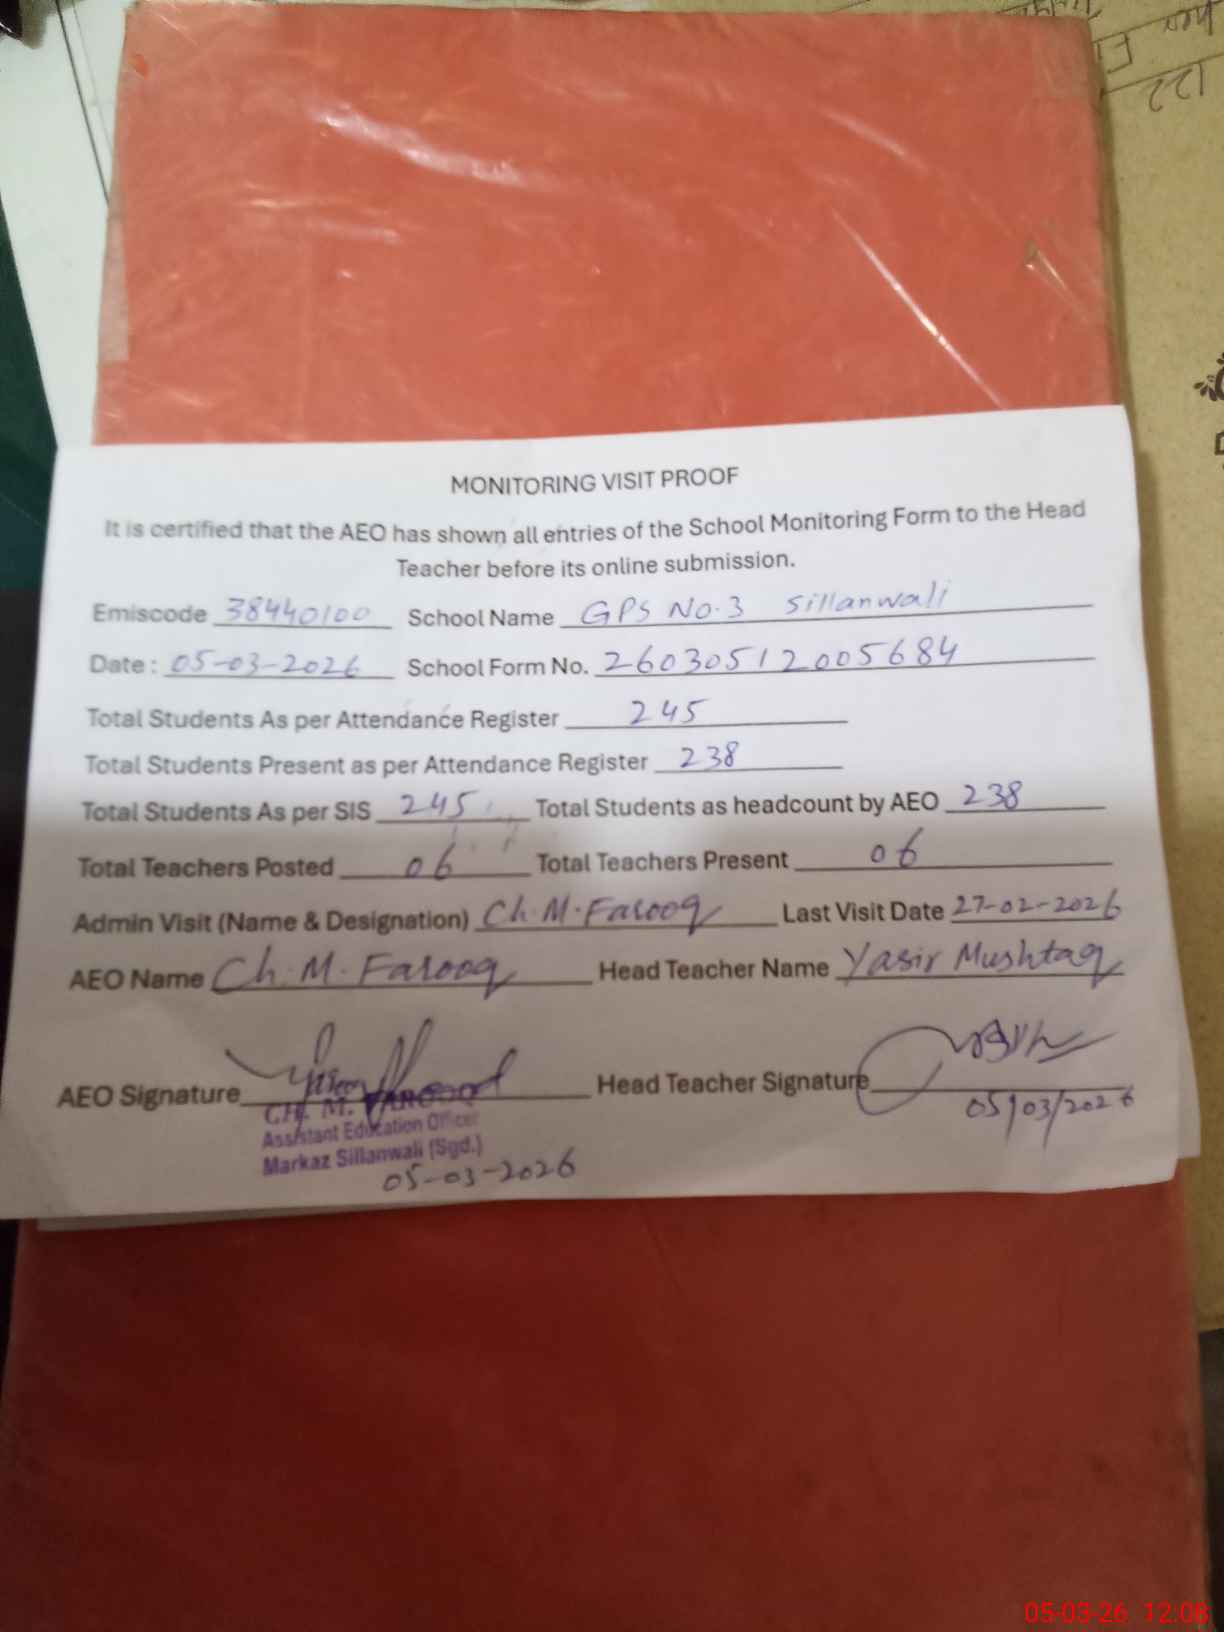 MONITORING VISIT PROOF
It is certified that the AEO has shown all entries of the School Monitoring Form to the Head
Teacher before its online submission.
Emiscode 38440100 School Name GPS No.3 Sillanwali
Date : 05-03-2026 School Form No. 26030512005684
Total Students As per Attendance Register 245
Total Students Present as per Attendance Register 238
Total Students As per SIS 245 Total Students as headcount by AEO 238
Total Teachers Posted 06 Total Teachers Present 06
Admin Visit (Name & Designation) Ch. M. Farooq Last Visit Date 27-02-2026
AEO Name Ch. M. Farooq Head Teacher Name Yasir Mushtaq
AEO Signature Head Teacher Signature
CH. M. FAROOQ
Assistant Education Officer
Markaz Sillanwali (Sgd.)
05-03-2026
05/03/2026
122
05-03-26 12:08